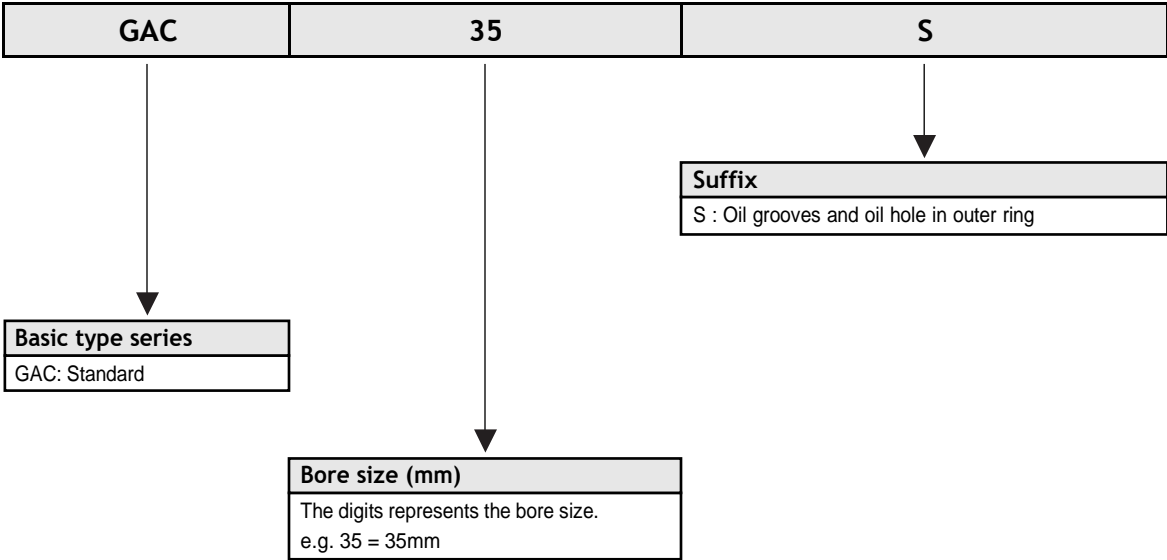 GAC 35 S
Suffix
S : Oil grooves and oil hole in outer ring
Basic type series
GAC: Standard
Bore size (mm)
The digits represents the bore size.
e.g. 35 = 35mm